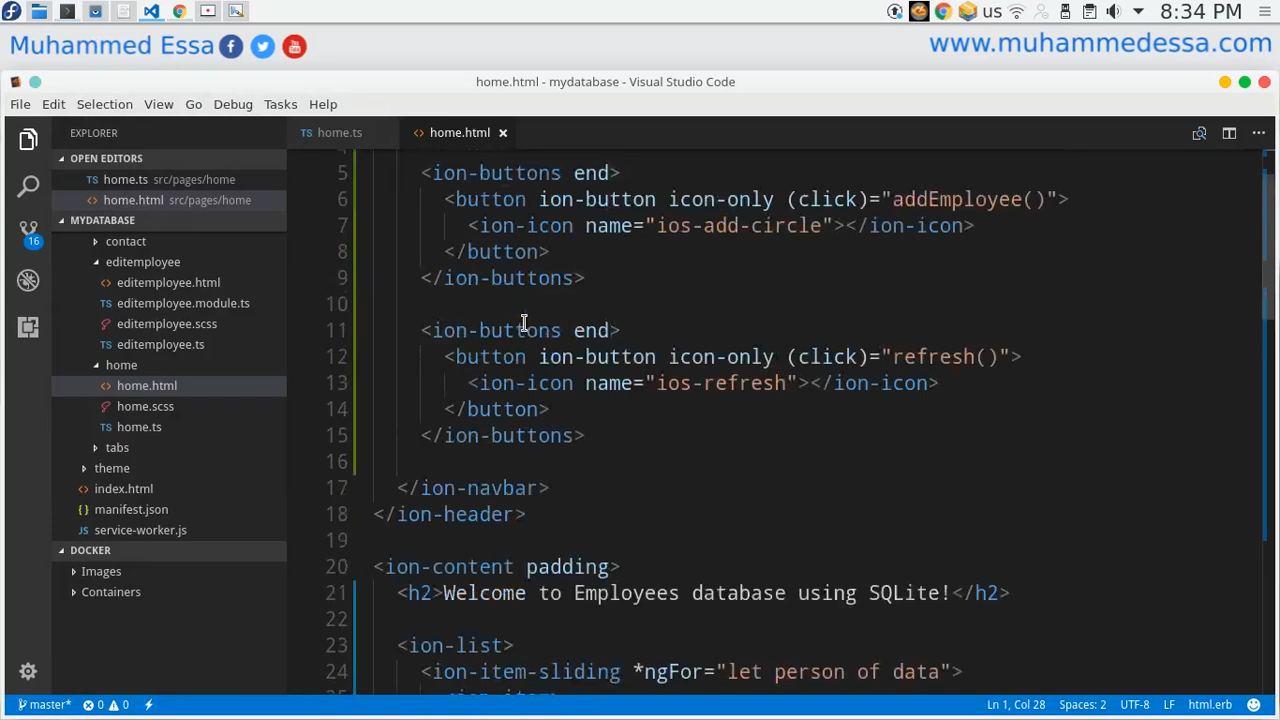 us 8:34 PM
Muhammed Essa www.muhammedessa.com
home.html - mydatabase - Visual Studio Code
File Edit Selection View Go Debug Tasks Help
EXPLORER
OPEN EDITORS
TS home.ts src/pages/home
<> home.html src/pages/home
MYDATABASE
contact
editemployee
<> editemployee.html
TS editemployee.module.ts
editemployee.scss
TS editemployee.ts
home
<> home.html
home.scss
TS home.ts
tabs
theme
<> index.html
{} manifest.json
JS service-worker.js
DOCKER
Images
Containers
16
TS home.ts <> home.html ×
5 <ion-buttons end>
6 <button ion-button icon-only (click)="addEmployee()">
7 <ion-icon name="ios-add-circle"></ion-icon>
8 </button>
9 </ion-buttons>
10
11 <ion-buttons end>
12 <button ion-button icon-only (click)="refresh()">
13 <ion-icon name="ios-refresh"></ion-icon>
14 </button>
15 </ion-buttons>
16
17 </ion-navbar>
18 </ion-header>
19
20 <ion-content padding>
21 <h2>Welcome to Employees database using SQLite!</h2>
22
23 <ion-list>
24 <ion-item-sliding *ngFor="let person of data">
master* 0 0 Ln 1, Col 28 Spaces: 2 UTF-8 LF html.erb